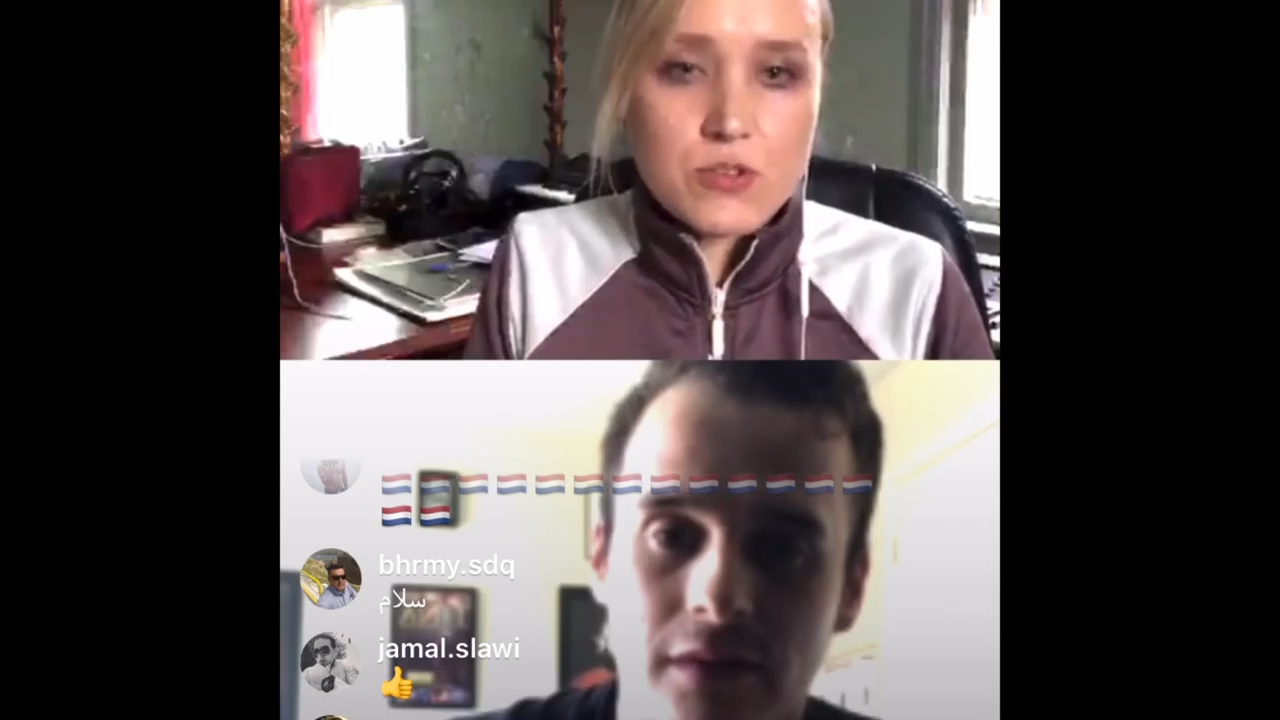 bhrmy.sdq
سلام
jamal.slawi